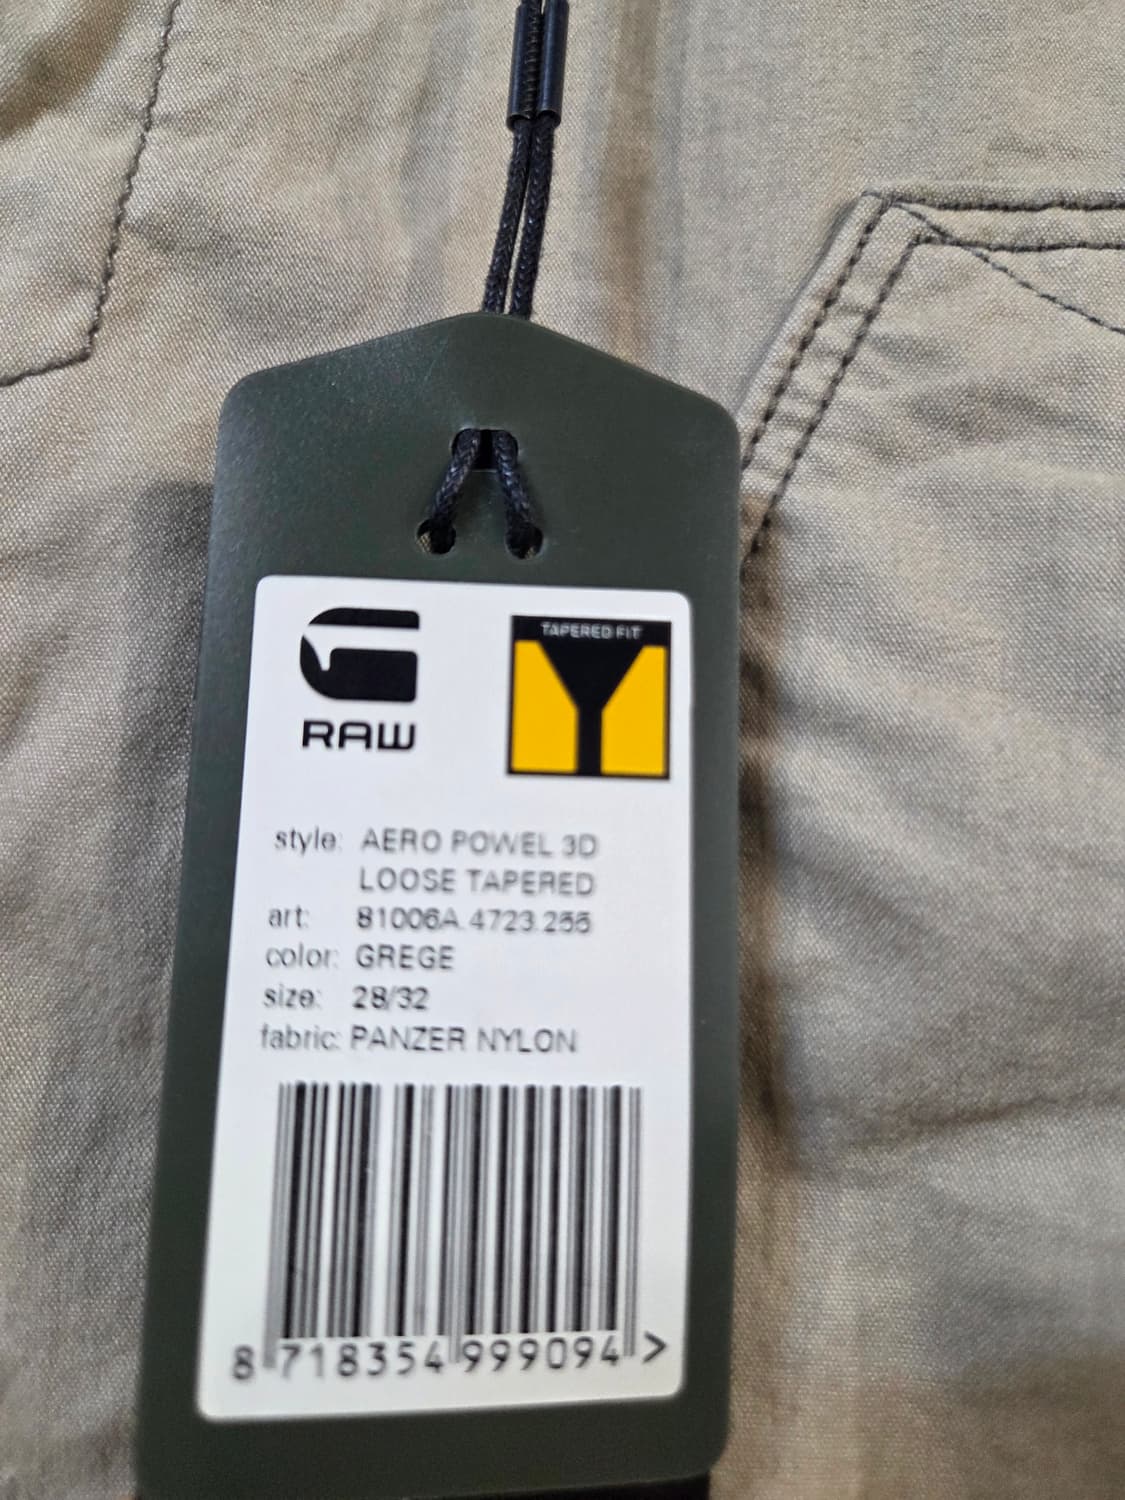 RAW
TAPERED FIT
style: AERO POWEL 3D
LOOSE TAPERED
art: 81006A.4723.255
color: GREGE
size: 28/32
fabric: PANZER NYLON
8 718354 999094 >